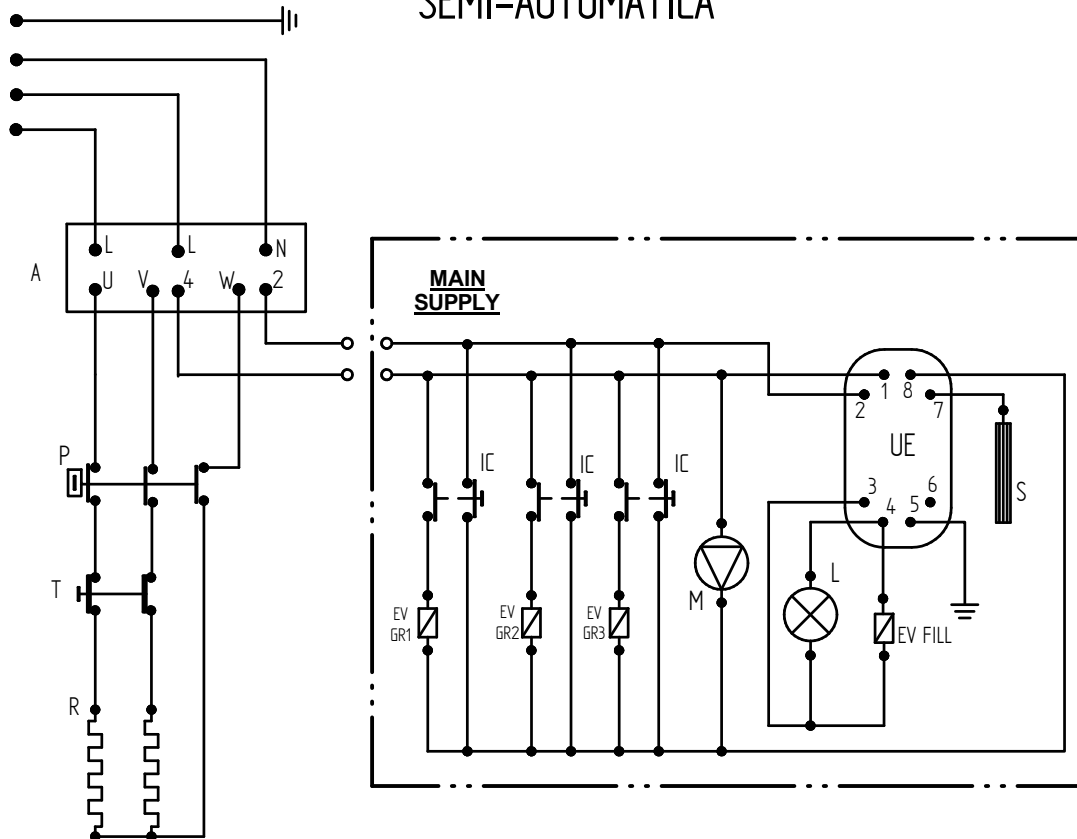 SEMI-AUTOMATICA
L L N
A U V 4 W 2
MAIN
SUPPLY
1 8
2 7
UE
P IC IC IC
3 6
4 5
S
T L
M
EV
GR1
EV
GR2
EV
GR3
EV FILL
R